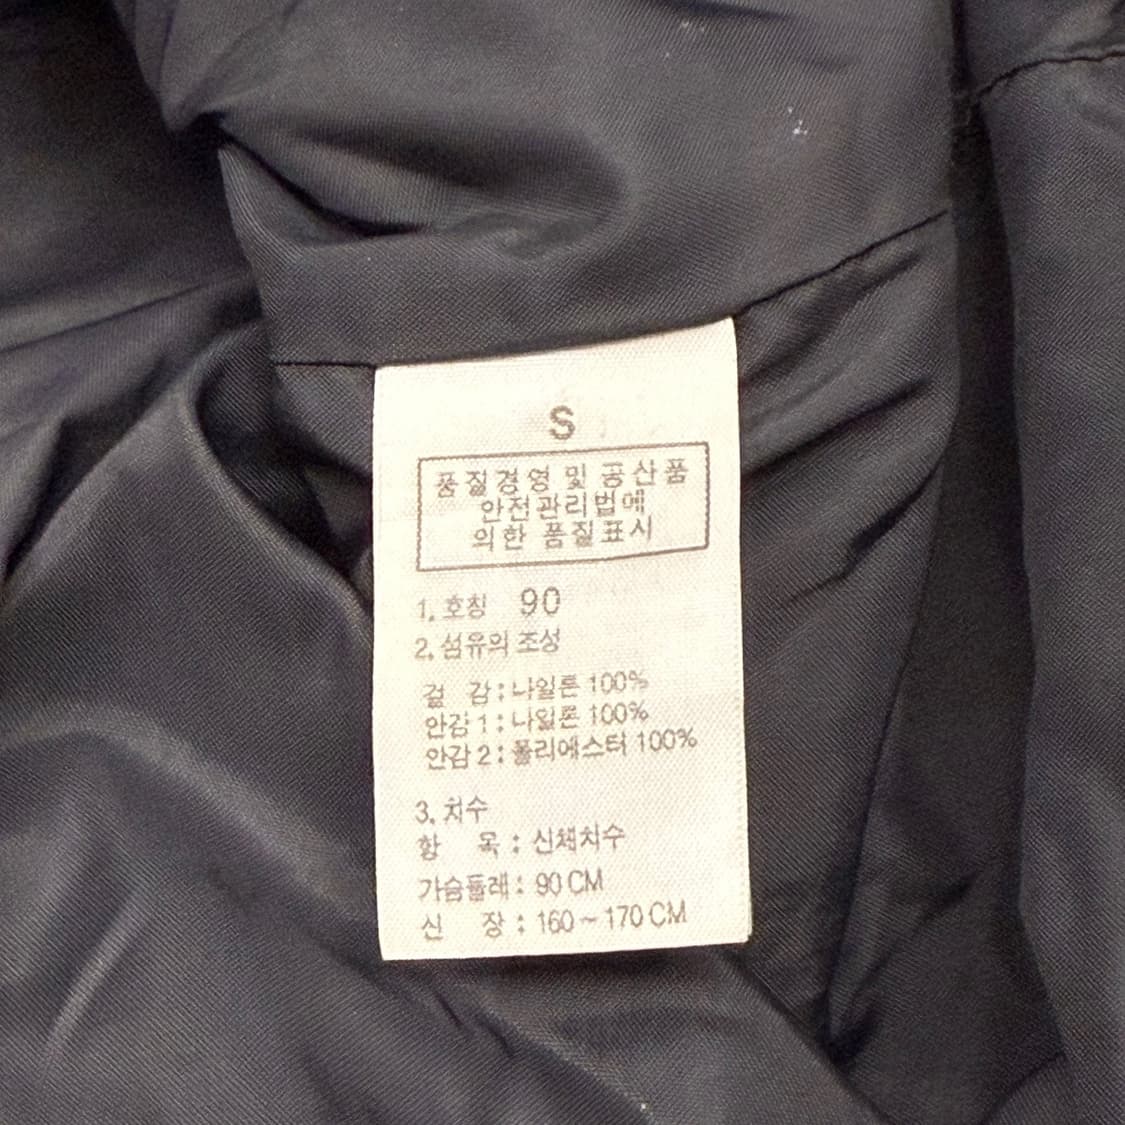 S
품질경영 및 공산품
안전관리법에
의한 품질표시
1. 호칭 90
2. 섬유의 조성
겉 감 : 나일론 100%
안감 1 : 나일론 100%
안감 2 : 폴리에스터 100%
3. 치수
항 목 : 신체치수
가슴둘레 : 90 CM
신 장 : 160 ~ 170 CM